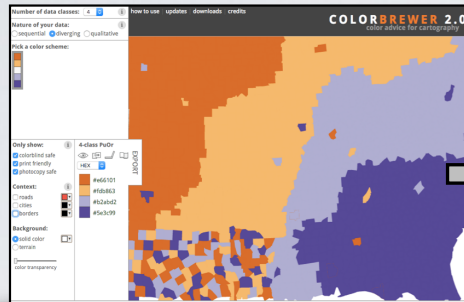 Number of data classes: 4 i
how to use updates downloads credits
COLORBREWER 2.0
color advice for cartography
Nature of your data: i
sequential diverging qualitative
Pick a color scheme:
Only show: i
colorblind safe
print friendly
photocopy safe
Context: i
roads
cities
borders
Background: i
solid color
terrain
color transparency
4-class PuOr
EXPORT
HEX
#e66101
#fdb863
#b2abd2
#5e3c99